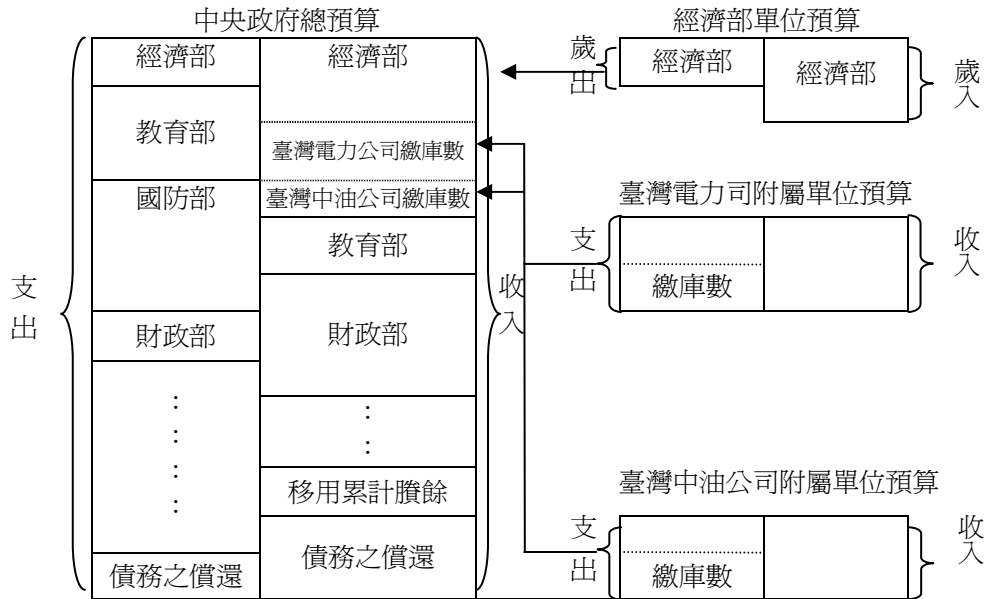 中央政府總預算
支出
經濟部
教育部
國防部
財政部
：
：
：
：
債務之償還
經濟部
臺灣電力公司繳庫數
臺灣中油公司繳庫數
教育部
財政部
：
：
移用累計賸餘
債務之償還
收入
經濟部單位預算
歲出
經濟部
經濟部
歲入
臺灣電力司附屬單位預算
支出
繳庫數
收入
臺灣中油公司附屬單位預算
支出
繳庫數
收入